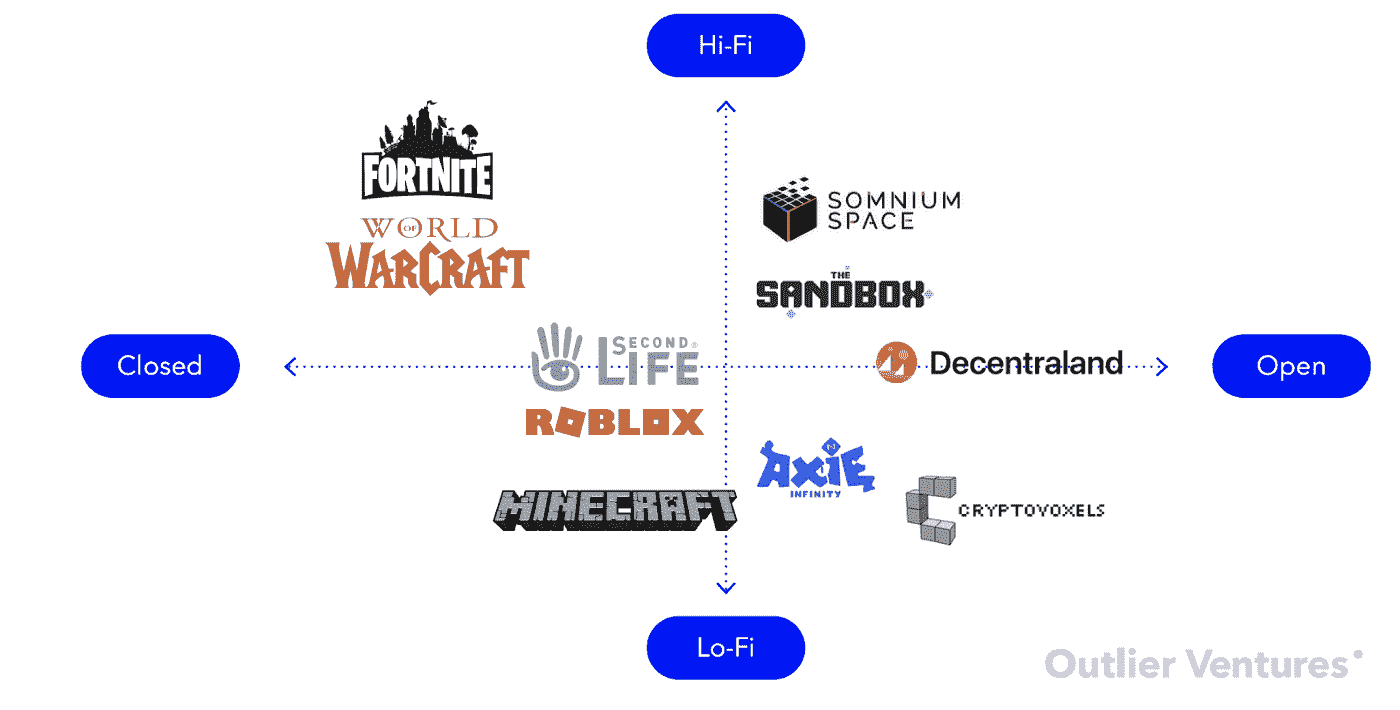 Hi-Fi
FORTNITE
WORLD OF
WARCRAFT
SOMNIUM
SPACE
THE
SANDBOX
Closed
SECOND®
LIFE
Decentraland
Open
ROBLOX
AXIE
INFINITY
MINECRAFT
CRYPTOVOXELS
Lo-Fi
Outlier Ventures